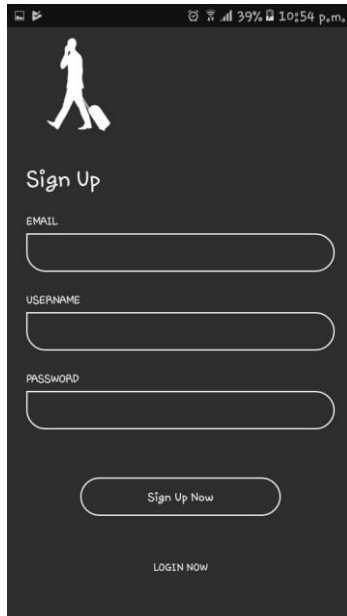 39% 10:54 p.m.
Sign Up
EMAIL
USERNAME
PASSWORD
Sign Up Now
LOGIN NOW